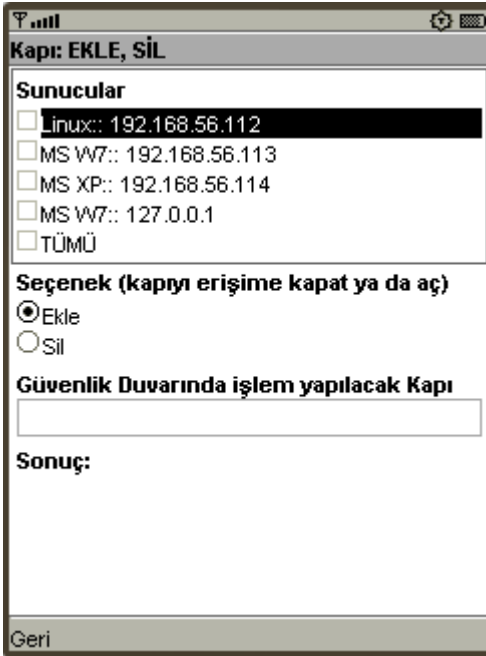 Kapı: EKLE, SİL
Sunucular
Linux:: 192.168.56.112
MS W7:: 192.168.56.113
MS XP:: 192.168.56.114
MS W7:: 127.0.0.1
TÜMÜ
Seçenek (kapıyı erişime kapat ya da aç)
Ekle
Sil
Güvenlik Duvarında işlem yapılacak Kapı
Sonuç:
Geri